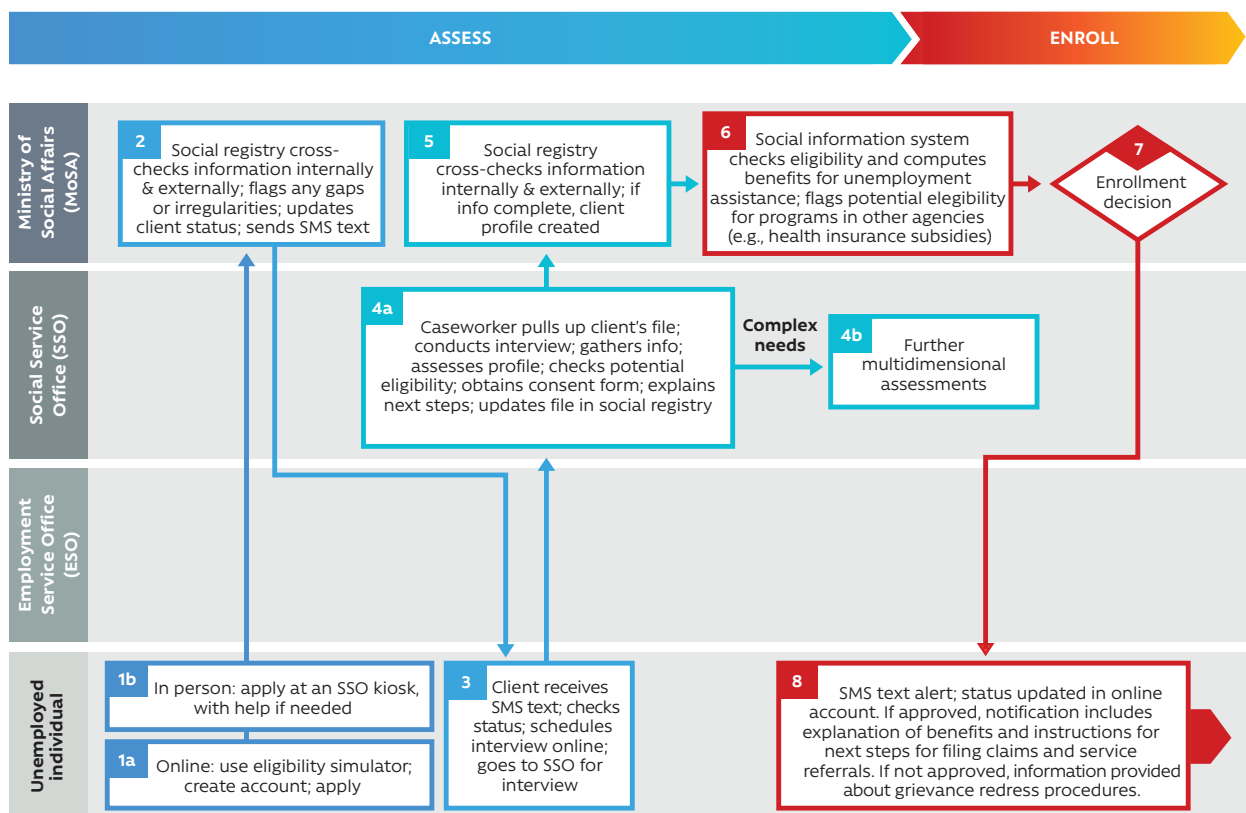 ASSESS
ENROLL
Ministry of
Social Affairs
(MoSA)
2
Social registry cross-
checks information internally
& externally; flags any gaps
or irregularities; updates
client status; sends SMS text
5
Social registry
cross-checks information
internally & externally; if
info complete, client
profile created
6
Social information system
checks eligibility and computes
benefits for unemployment
assistance; flags potential elegibility
for programs in other agencies
(e.g., health insurance subsidies)
7
Enrollment
decision
Social Service
Office (SSO)
4a
Caseworker pulls up client’s file;
conducts interview; gathers info;
assesses profile; checks potential
eligibility; obtains consent form; explains
next steps; updates file in social registry
Complex
needs
4b
Further
multidimensional
assessments
Employment
Service Office
(ESO)
Unemployed
individual
1b
In person: apply at an SSO kiosk,
with help if needed
1a
Online: use eligibility simulator;
create account; apply
3
Client receives
SMS text; checks
status; schedules
interview online;
goes to SSO for
interview
8
SMS text alert; status updated in online
account. If approved, notification includes
explanation of benefits and instructions for
next steps for filing claims and service
referrals. If not approved, information provided
about grievance redress procedures.